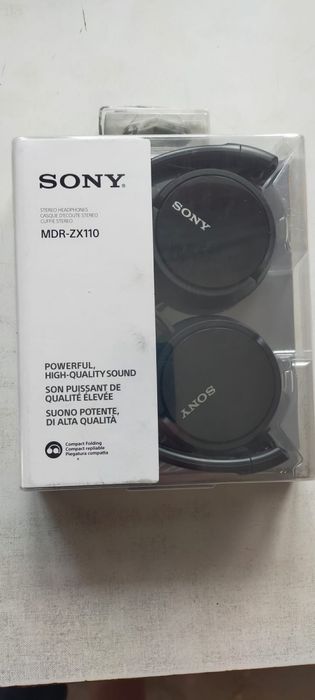 SONY®
STEREO HEADPHONES
CASQUE D'ÉCOUTE STÉRÉO
CUFFIE STEREO
MDR-ZX110
POWERFUL,
HIGH-QUALITY SOUND
SON PUISSANT DE
QUALITÉ ÉLEVÉE
SUONO POTENTE,
DI ALTA QUALITÀ
Compact Folding
Compact repliable
Piegatura compatta
SONY
SONY